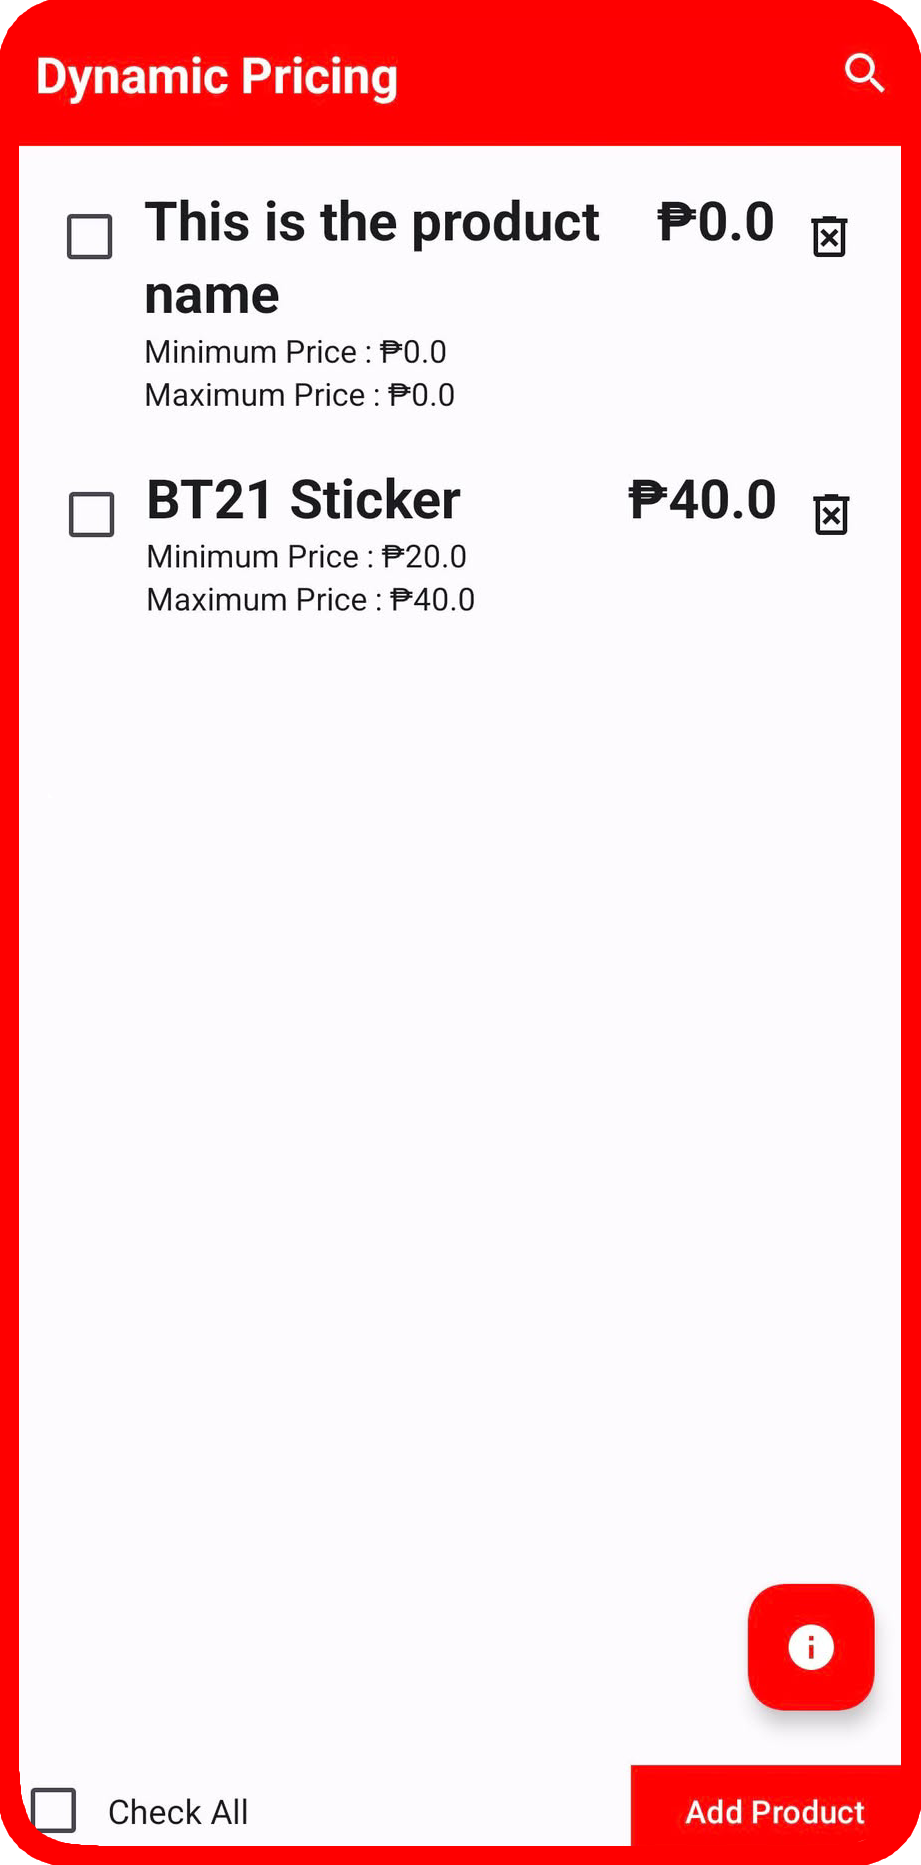 Dynamic Pricing
This is the product ₱0.0
name
Minimum Price : ₱0.0
Maximum Price : ₱0.0
BT21 Sticker ₱40.0
Minimum Price : ₱20.0
Maximum Price : ₱40.0
Check All Add Product